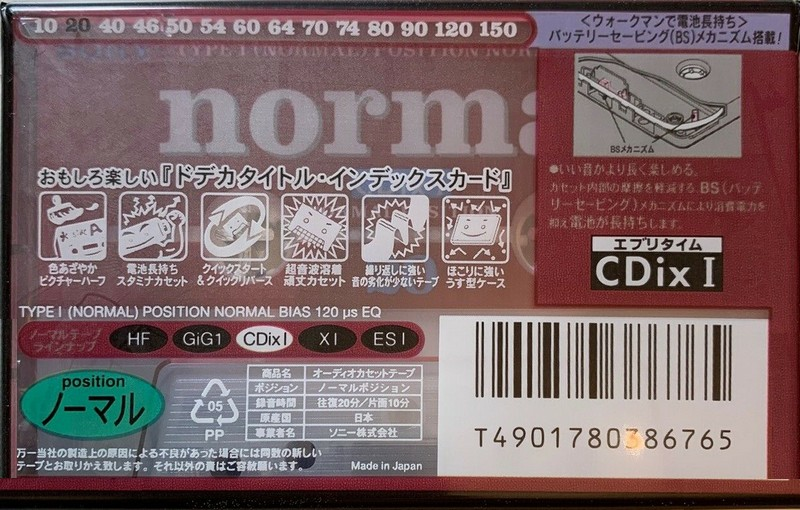 10 20 40 46 50 54 60 64 70 74 80 90 120 150
<ウォークマンで電池長持ち>
バッテリーセービング(BS)メカニズム搭載!
TYPE I (NORMAL) POSITION NOR
norma
BSメカニズム
●いい音がより長く楽しめる。
カセット内部の摩擦を軽減する、BS(バッテ
リーセービング)メカニズムにより消費電力を
抑え電池が長持ちします。
エブリタイム
CDix I
おもしろ楽しい『ドデカタイトル・インデックスカード』
色あざやか
ピクチャーハーフ
電池長持ち
スタミナカセット
クイックスタート
&クイックリバース
超音波溶着
頑丈カセット
繰り返しに強い
音の劣化が少ないテープ
ほこりに強い
うす型ケース
TYPE I (NORMAL) POSITION NORMAL BIAS 120 µs EQ
ノーマルテープ
ラインナップ
HF GiG1 CDix I X I ES I
position
ノーマル
05
PP
商品名 オーディオカセットテープ
ポジション ノーマルポジション
録音時間 往復20分/片面10分
原産国 日本
事業者名 ソニー株式会社
T4901780386765
万一当社の製造上の原因による不良があった場合には同数の新しい
テープとお取りかえ致します。それ以外の責はご容赦願います。
Made in Japan